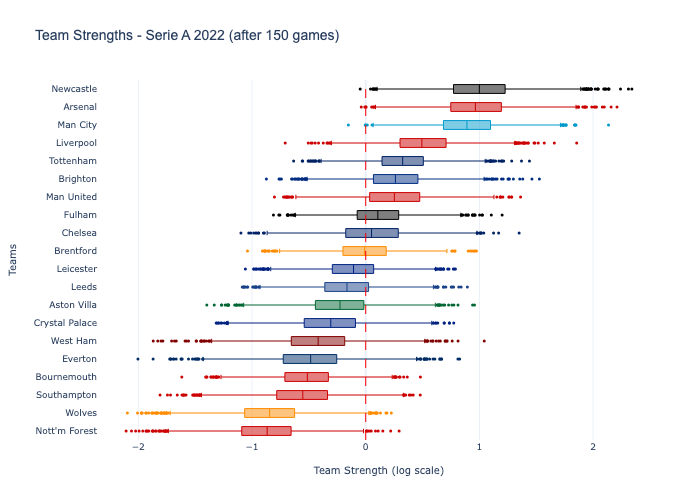 Team Strengths - Serie A 2022 (after 150 games)
Newcastle
Arsenal
Man City
Liverpool
Tottenham
Brighton
Man United
Fulham
Chelsea
Brentford
Leicester
Leeds
Aston Villa
Crystal Palace
West Ham
Everton
Bournemouth
Southampton
Wolves
Nott'm Forest
Teams
−2 −1 0 1 2
Team Strength (log scale)